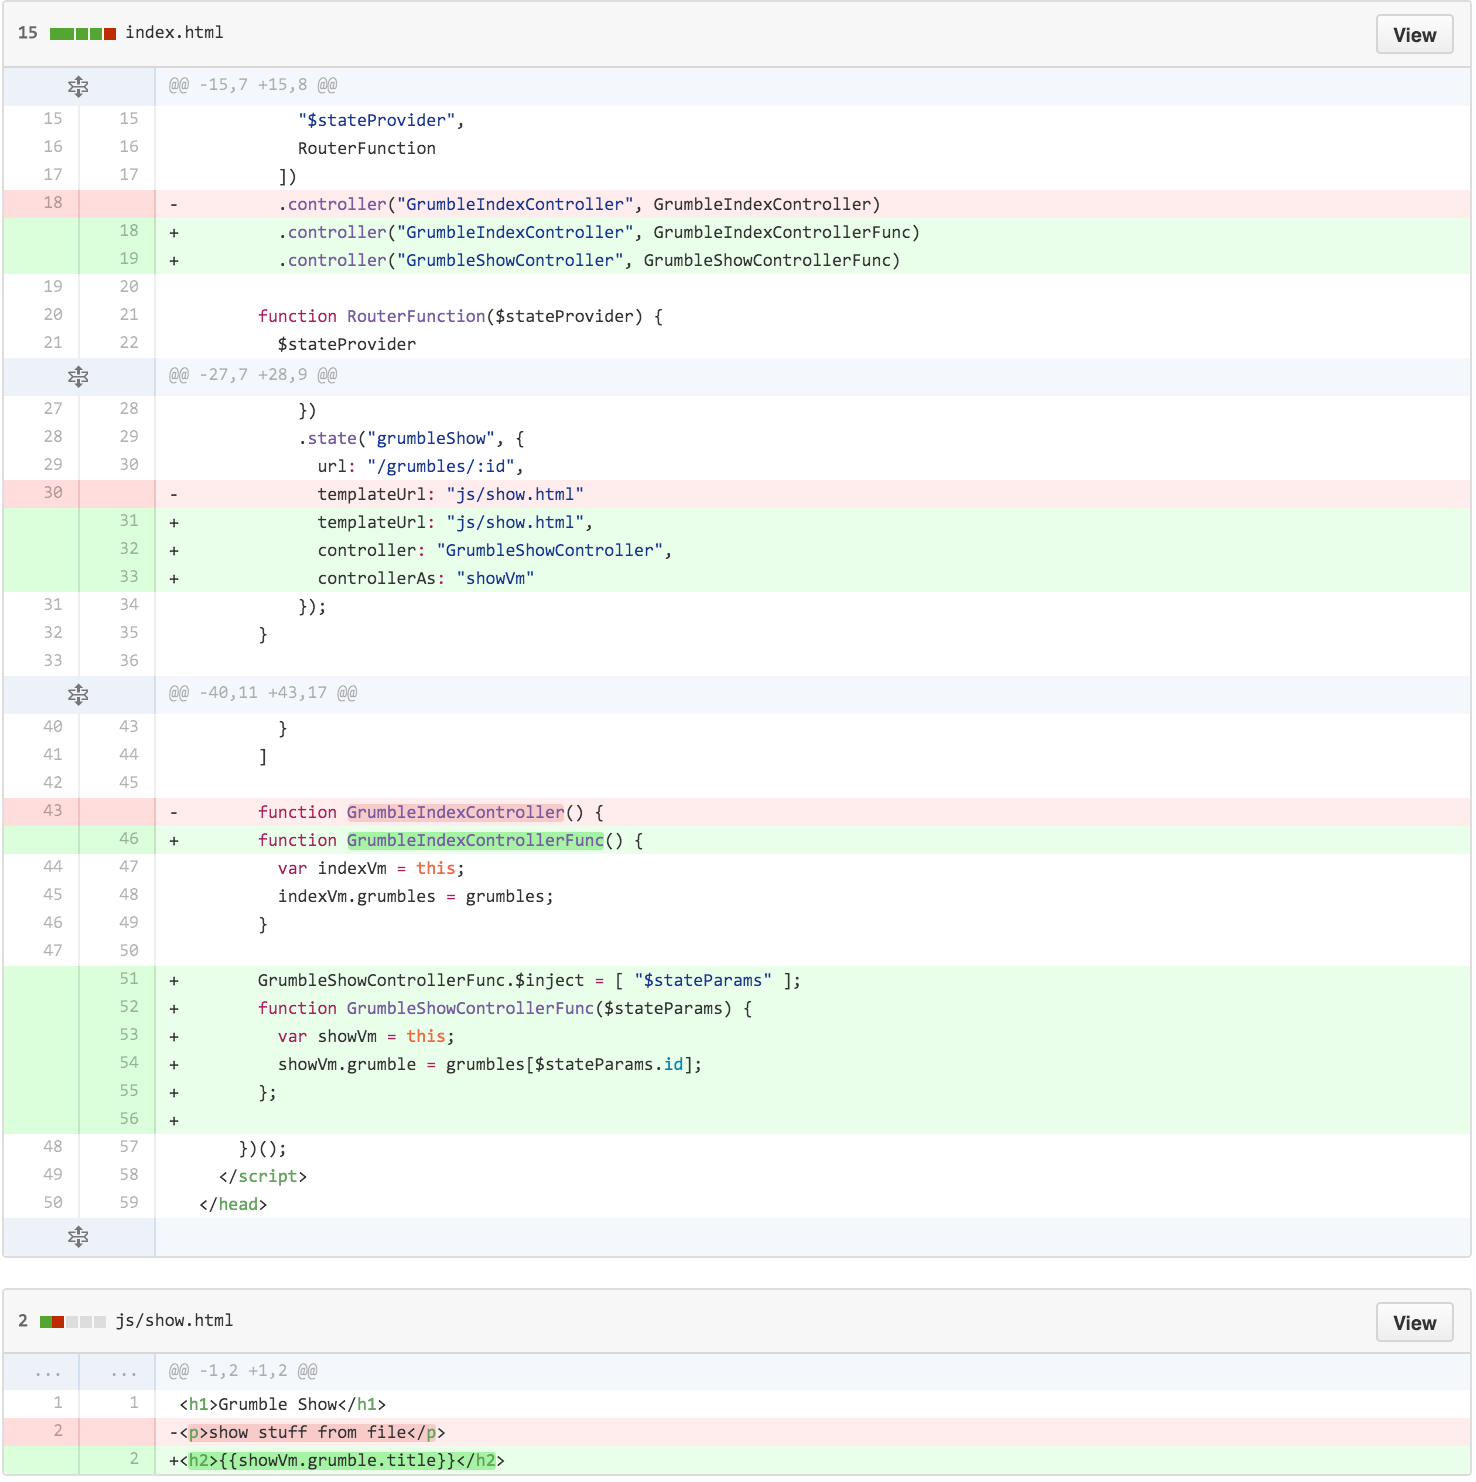 15 index.html View
@@ -15,7 +15,8 @@
15 15 "$stateProvider",
16 16 RouterFunction
17 17 ])
18 - .controller("GrumbleIndexController", GrumbleIndexController)
18 + .controller("GrumbleIndexController", GrumbleIndexControllerFunc)
19 + .controller("GrumbleShowController", GrumbleShowControllerFunc)
19 20
20 21 function RouterFunction($stateProvider) {
21 22 $stateProvider
@@ -27,7 +28,9 @@
27 28 })
28 29 .state("grumbleShow", {
29 30 url: "/grumbles/:id",
30 - templateUrl: "js/show.html"
31 + templateUrl: "js/show.html",
32 + controller: "GrumbleShowController",
33 + controllerAs: "showVm"
31 34 });
32 35 }
33 36
@@ -40,11 +43,17 @@
40 43 }
41 44 ]
42 45
43 - function GrumbleIndexController() {
46 + function GrumbleIndexControllerFunc() {
44 47 var indexVm = this;
45 48 indexVm.grumbles = grumbles;
46 49 }
47 50
51 + GrumbleShowControllerFunc.$inject = [ "$stateParams" ];
52 + function GrumbleShowControllerFunc($stateParams) {
53 + var showVm = this;
54 + showVm.grumble = grumbles[$stateParams.id];
55 + };
56 +
48 57 })();
49 58 </script>
50 59 </head>
2 js/show.html View
... ... @@ -1,2 +1,2 @@
1 1 <h1>Grumble Show</h1>
2 -<p>show stuff from file</p>
2 +<h2>{{showVm.grumble.title}}</h2>